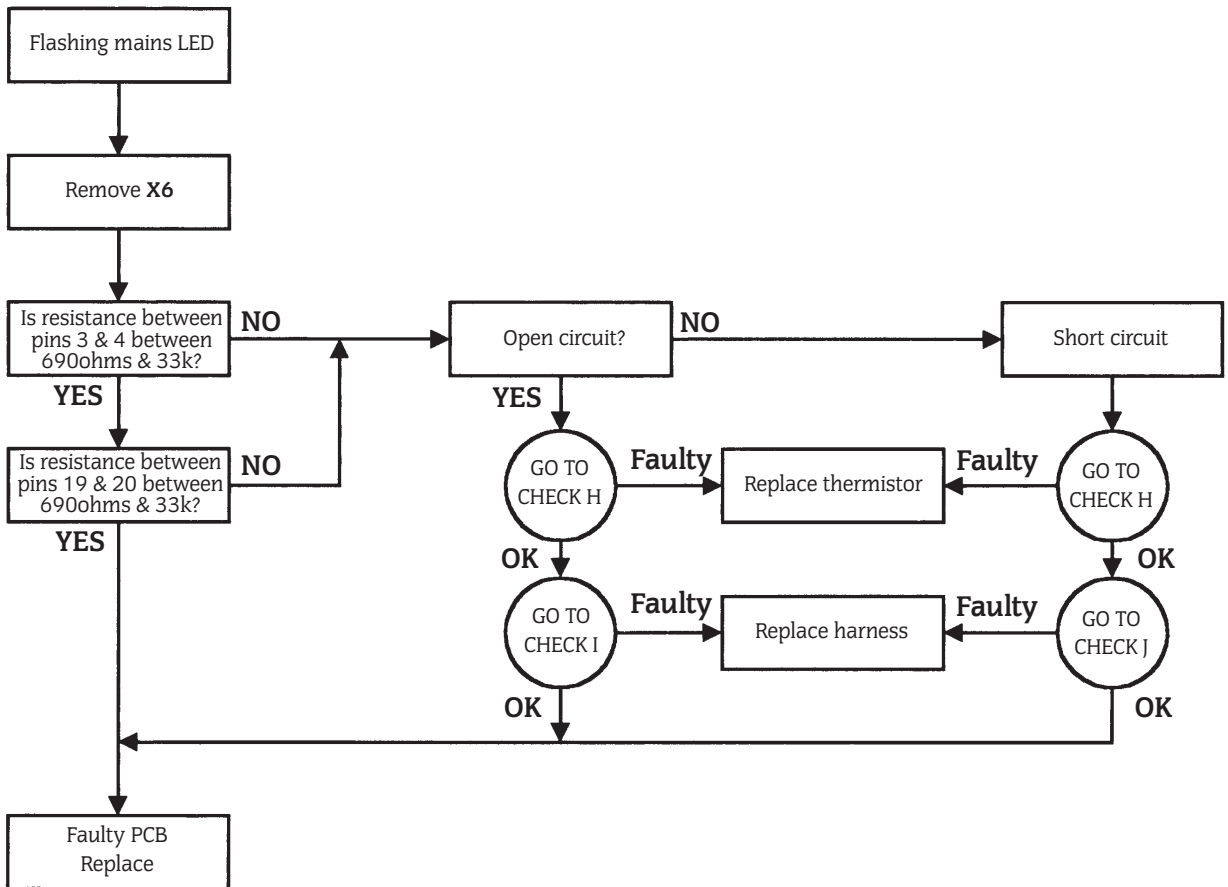 Flashing mains LED
Remove X6
Is resistance between
pins 3 & 4 between
690ohms & 33k?
NO
YES
Is resistance between
pins 19 & 20 between
690ohms & 33k?
NO
YES
Open circuit?
NO
YES
Short circuit
GO TO
CHECK H
Faulty
Replace thermistor
Faulty
GO TO
CHECK H
OK
OK
GO TO
CHECK I
Faulty
Replace harness
Faulty
GO TO
CHECK J
OK
OK
Faulty PCB
Replace